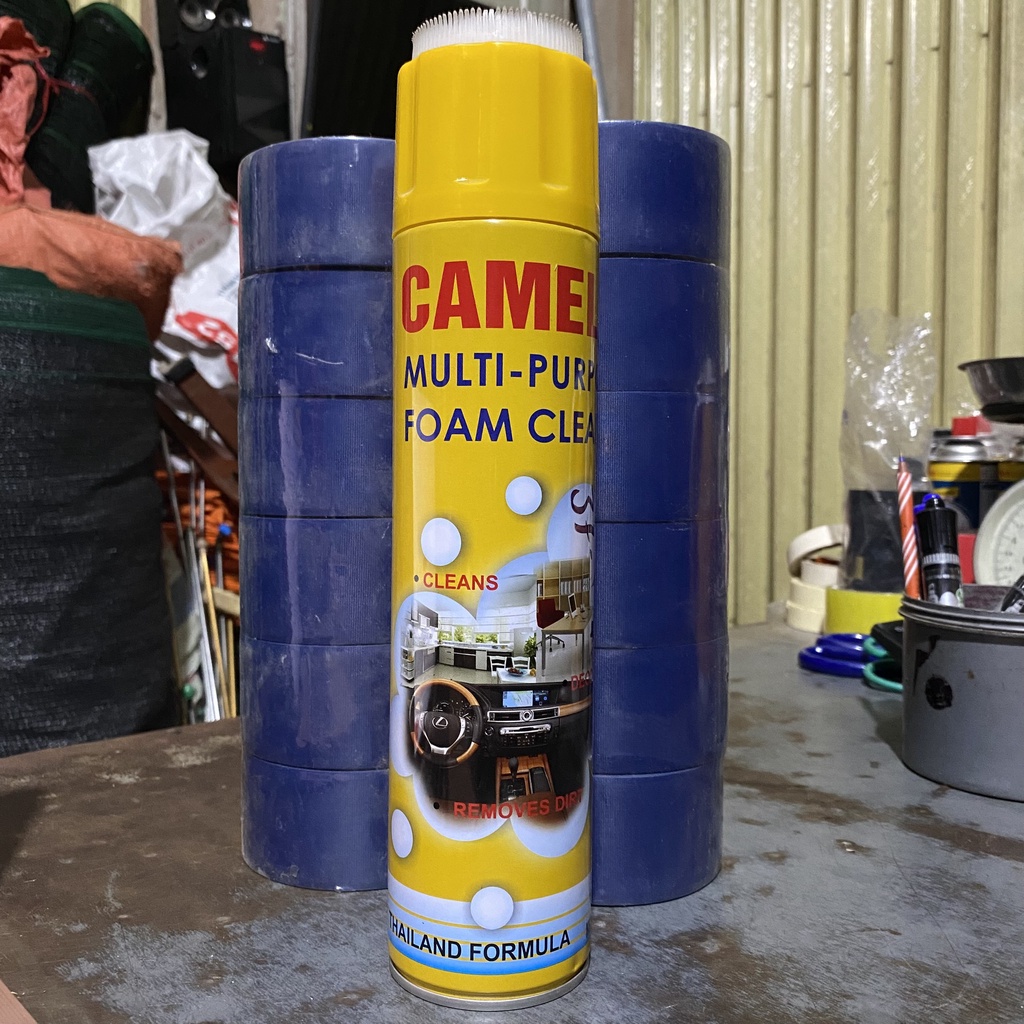 CAMEL
MULTI-PURP
FOAM CLEA
• CLEANS
• REMOVES DIRT
THAILAND FORMULA